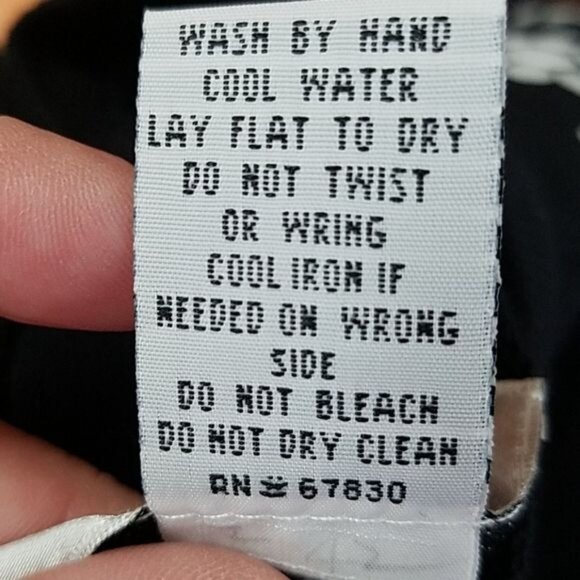 WASH BY HAND
COOL WATER
LAY FLAT TO DRY
DO NOT TWIST
OR WRING
COOL IRON IF
NEEDED ON WRONG
SIDE
DO NOT BLEACH
DO NOT DRY CLEAN
RN # 67830